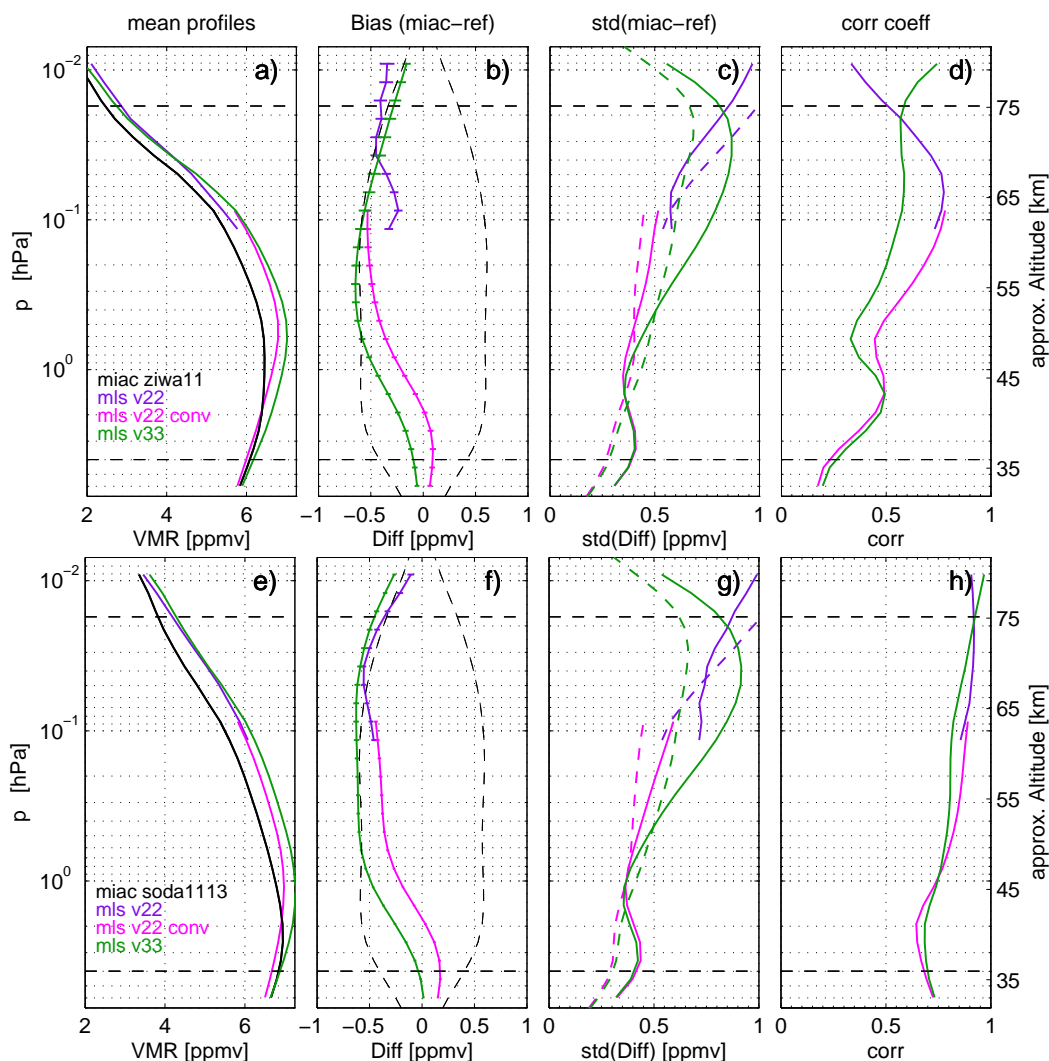 mean profiles Bias (miac−ref) std(miac−ref) corr coeff
a) b) c) d)
10−2
10−1
100
p [hPa]
75
65
55
45
35
approx. Altitude [km]
miac ziwa11
mls v22
mls v22 conv
mls v33
2 4 6 −1 −0.5 0 0.5 1 0 0.5 1 0 0.5 1
VMR [ppmv] Diff [ppmv] std(Diff) [ppmv] corr
e) f) g) h)
10−2
10−1
100
p [hPa]
75
65
55
45
35
approx. Altitude [km]
miac soda1113
mls v22
mls v22 conv
mls v33
2 4 6 −1 −0.5 0 0.5 1 0 0.5 1 0 0.5 1
VMR [ppmv] Diff [ppmv] std(Diff) [ppmv] corr